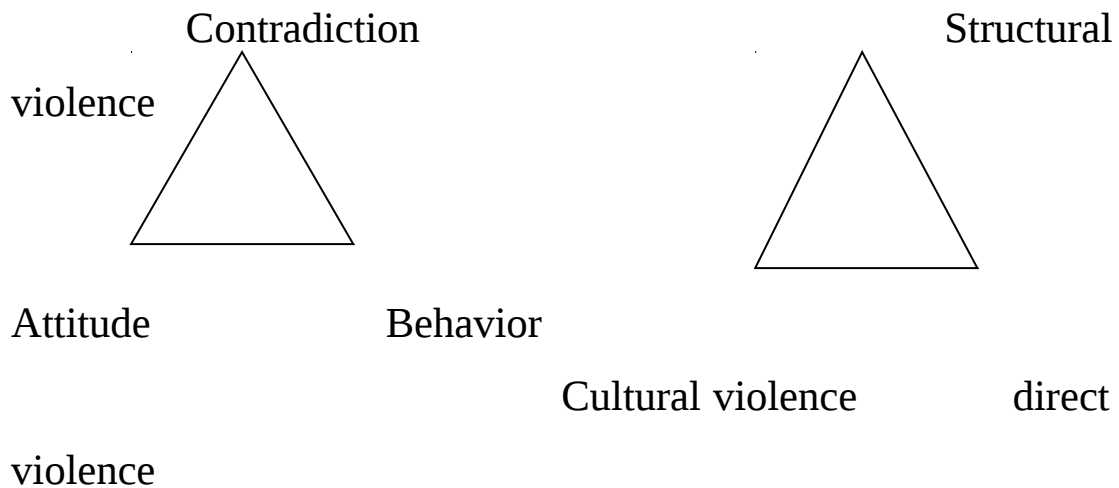 Contradiction Structural
violence
Attitude Behavior
Cultural violence direct
violence